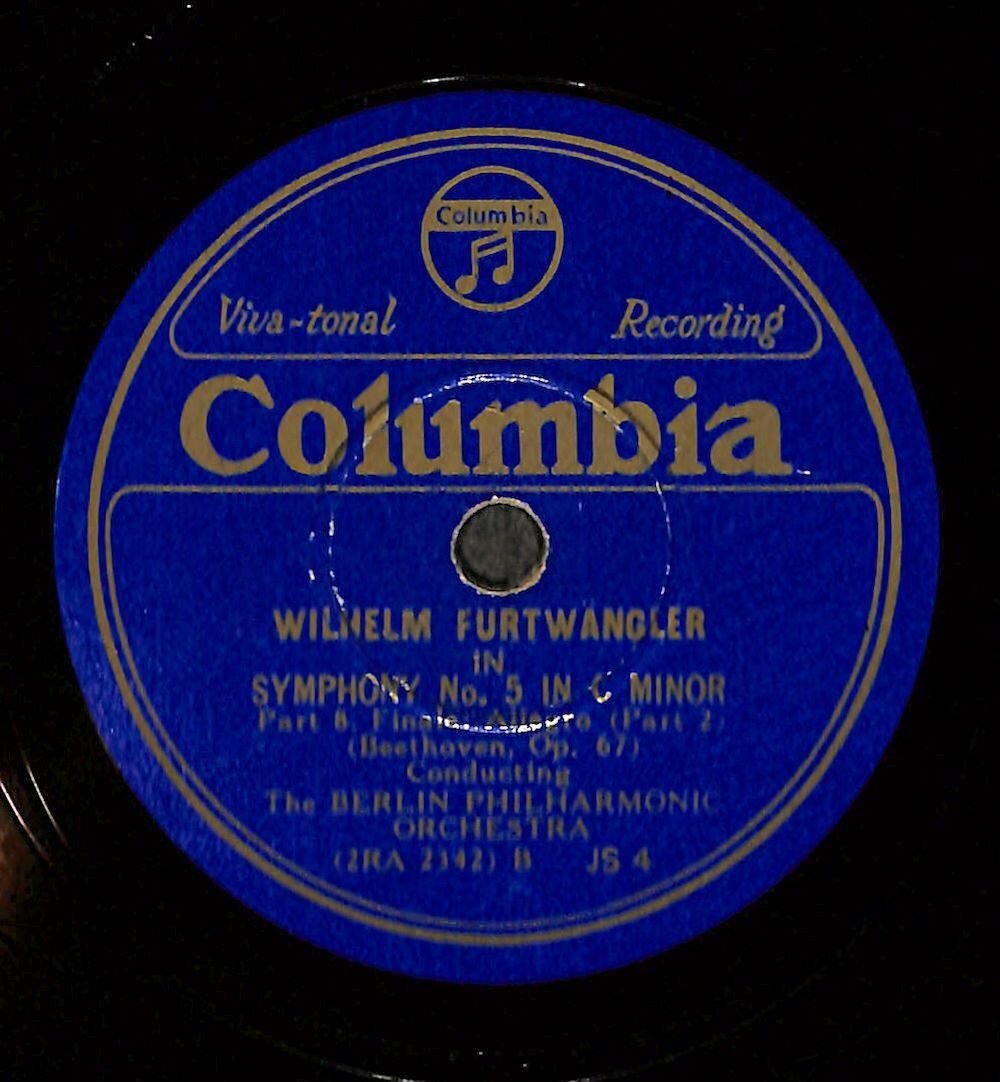 Columbia
Viva-tonal Recording
Columbia
WILHELM FURTWÄNGLER
IN
SYMPHONY No. 5 IN C MINOR
Part 8, Finale, Allegro (Part 2)
(Beethoven, Op. 67)
Conducting
The BERLIN PHILHARMONIC
ORCHESTRA
(2RA 2342) B JS 4